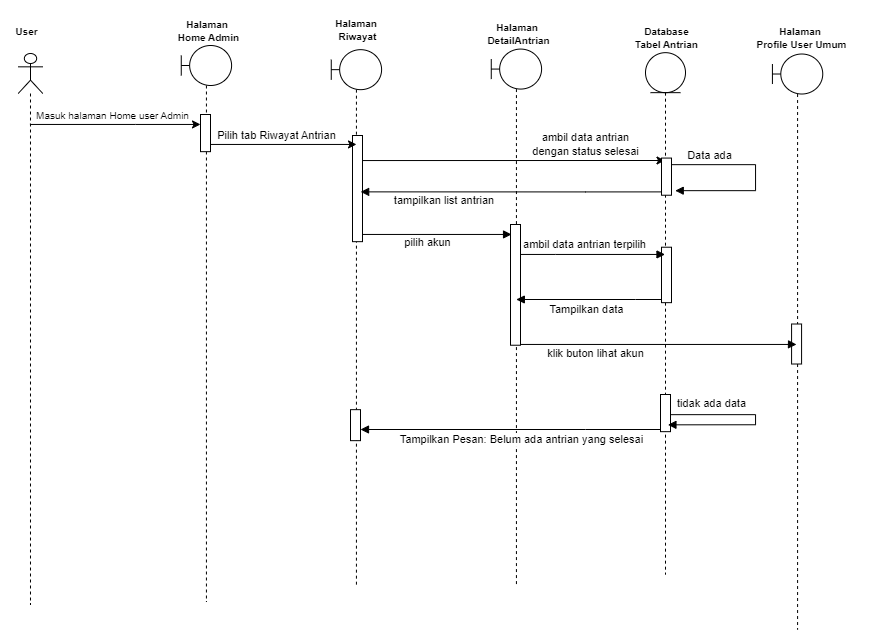 User
Halaman
Home Admin
Halaman
Riwayat
Halaman
DetailAntrian
Database
Tabel Antrian
Halaman
Profile User Umum
Masuk halaman Home user Admin
Pilih tab Riwayat Antrian
ambil data antrian
dengan status selesai
Data ada
tampilkan list antrian
pilih akun
ambil data antrian terpilih
Tampilkan data
klik buton lihat akun
tidak ada data
Tampilkan Pesan: Belum ada antrian yang selesai